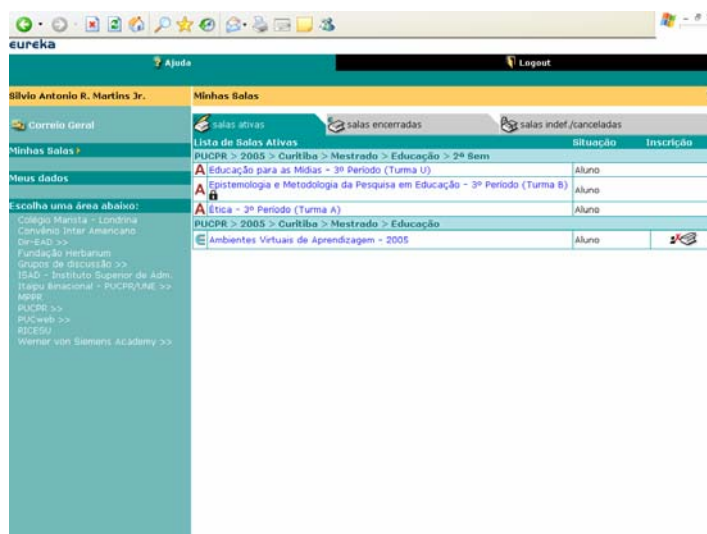 eureka
Ajuda
Logout
Silvio Antonio R. Martins Jr.
Minhas Salas
Correio Geral
Minhas Salas
Meus dados
Escolha uma área abaixo:
Colégio Marista - Londrina
Convênio Inter Americano
Dir-EAD >>
Fundação Herbarium
Grupos de discussão >>
ISAD - Instituto Superior de Adm.
Itaipu Binacional - PUCPR/UNE >>
MPPR
PUCPR >>
PUCweb >>
RICESU
Werner von Siemens Academy >>
salas ativas
salas encerradas
salas indef./canceladas
Lista de Salas Ativas
Situação
Inscrição
PUCPR > 2005 > Curitiba > Mestrado > Educação > 2º Sem
A Educação para as Mídias - 3º Período (Turma U)
Aluno
A Epistemologia e Metodologia da Pesquisa em Educação - 3º Período (Turma B)
Aluno
A Ética - 3º Período (Turma A)
Aluno
PUCPR > 2005 > Curitiba > Mestrado > Educação
E Ambientes Virtuais de Aprendizagem - 2005
Aluno